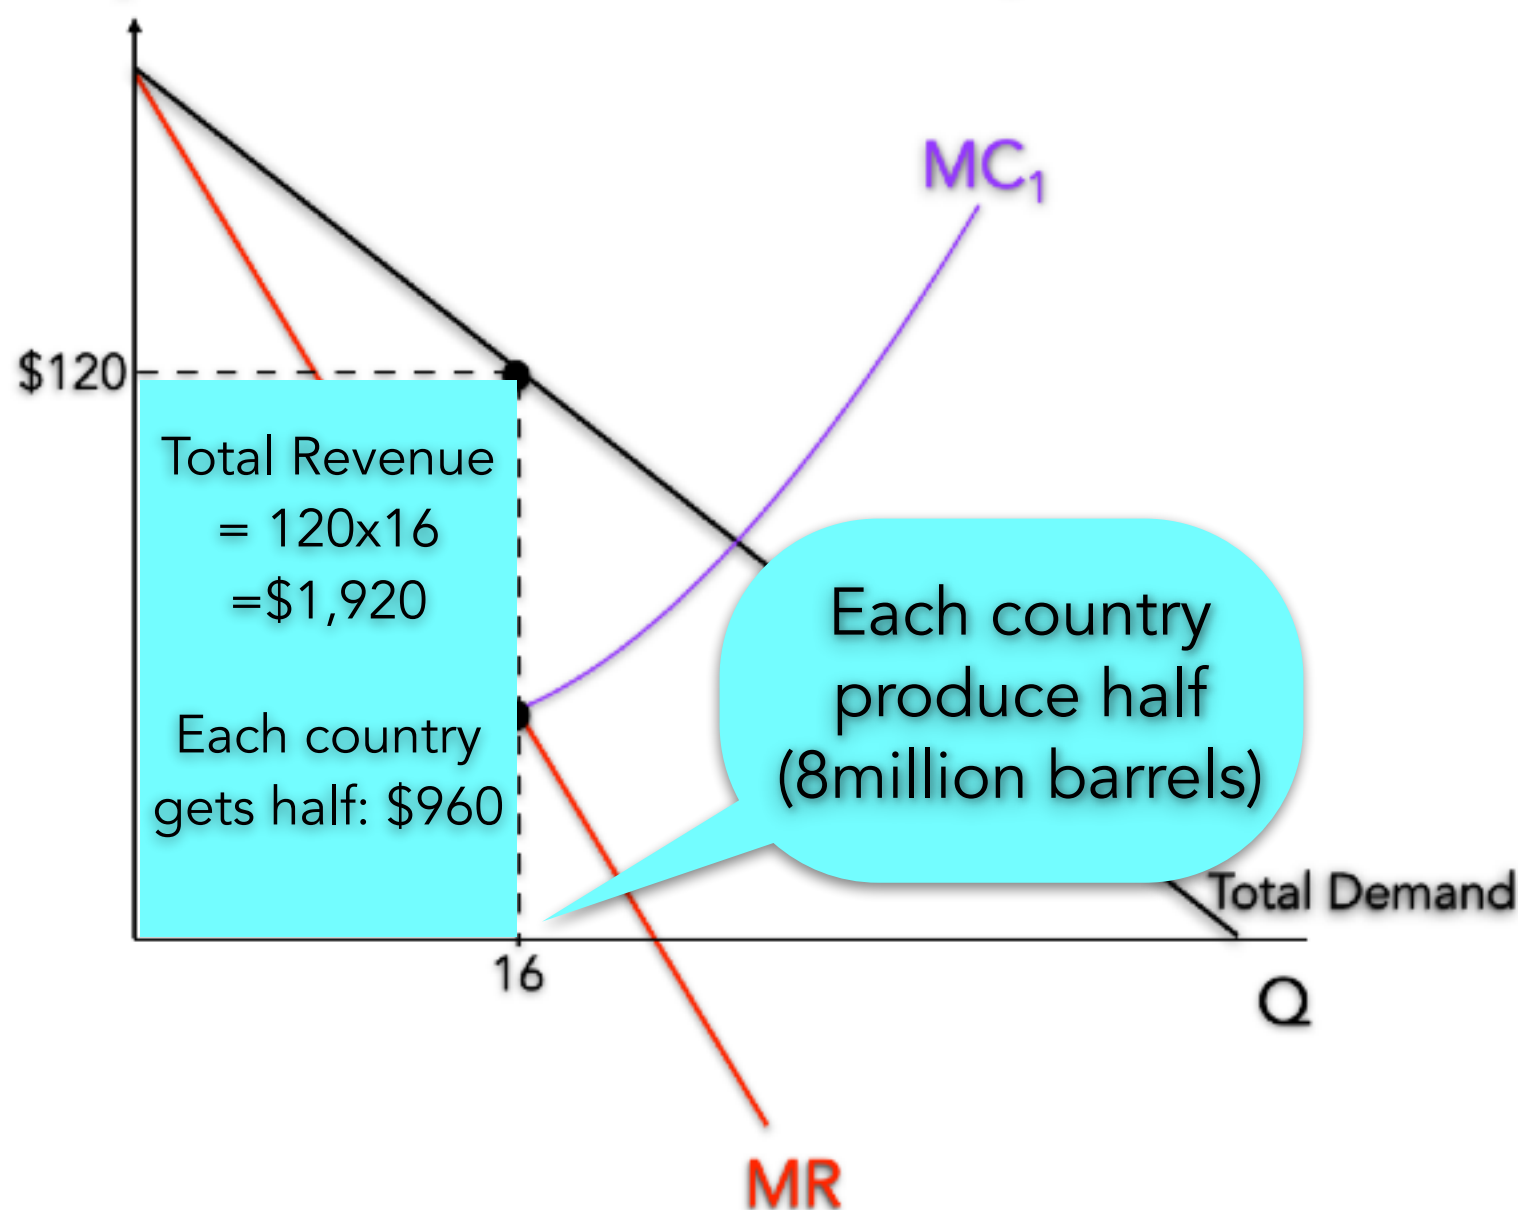 MC₁
$120
Total Revenue
= 120x16
=$1,920
Each country
gets half: $960
Each country
produce half
(8million barrels)
Total Demand
16
Q
MR